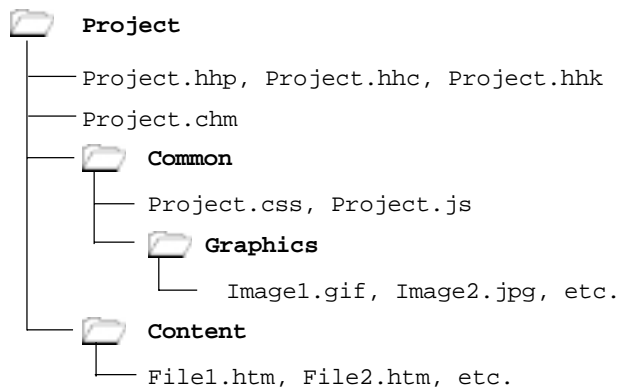 Project
Project.hhp, Project.hhc, Project.hhk
Project.chm
Common
Project.css, Project.js
Graphics
Image1.gif, Image2.jpg, etc.
Content
File1.htm, File2.htm, etc.